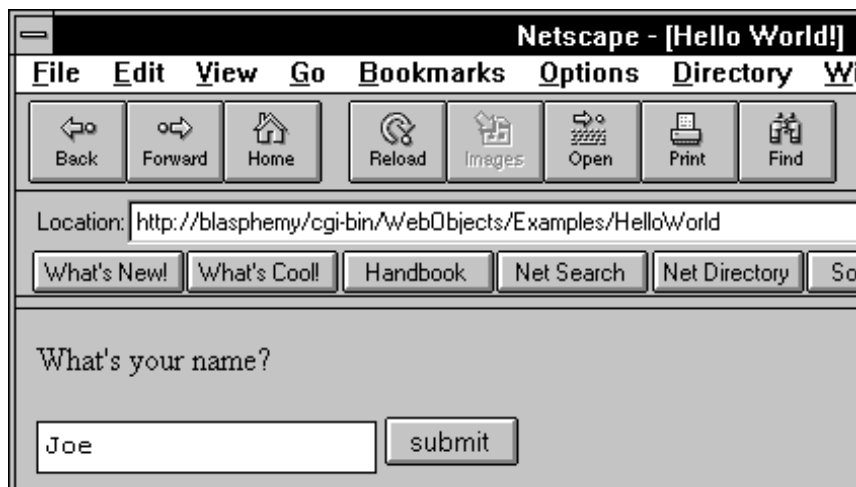 Netscape - [Hello World!]
File Edit View Go Bookmarks Options Directory Wi
Back Forward Home Reload Images Open Print Find
Location: http://blasphemy/cgi-bin/WebObjects/Examples/HelloWorld
What's New! What's Cool! Handbook Net Search Net Directory So
What's your name?
Joe submit